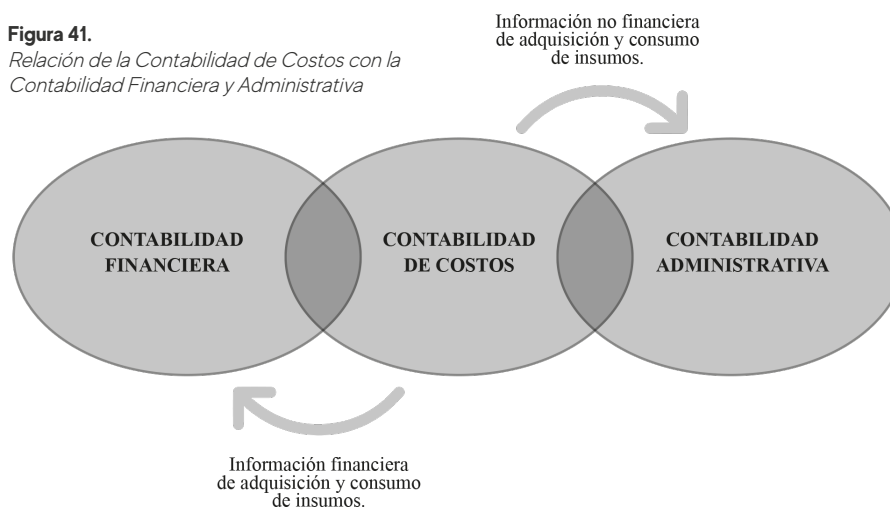 Figura 41.
Relación de la Contabilidad de Costos con la
Contabilidad Financiera y Administrativa
Información no financiera
de adquisición y consumo
de insumos.
CONTABILIDAD
FINANCIERA
CONTABILIDAD
DE COSTOS
CONTABILIDAD
ADMINISTRATIVA
Información financiera
de adquisición y consumo
de insumos.